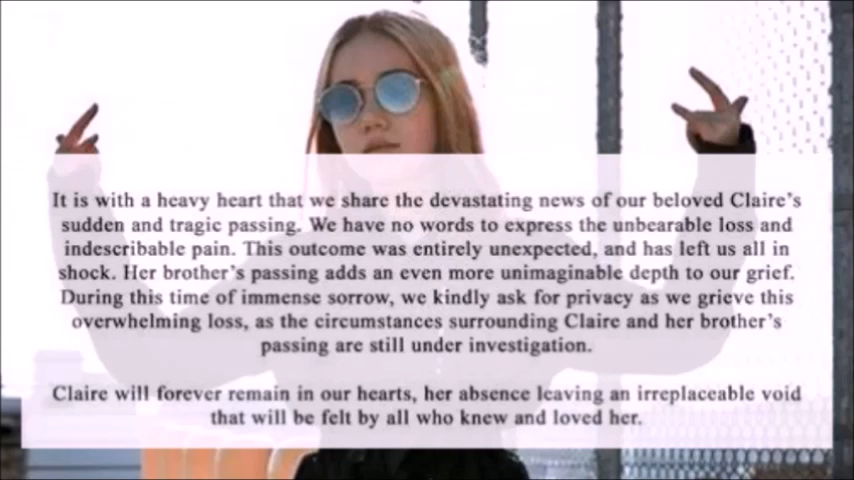 It is with a heavy heart that we share the devastating news of our beloved Claire's
sudden and tragic passing. We have no words to express the unbearable loss and
indescribable pain. This outcome was entirely unexpected, and has left us all in
shock. Her brother's passing adds an even more unimaginable depth to our grief.
During this time of immense sorrow, we kindly ask for privacy as we grieve this
overwhelming loss, as the circumstances surrounding Claire and her brother's
passing are still under investigation.
Claire will forever remain in our hearts, her absence leaving an irreplaceable void
that will be felt by all who knew and loved her.